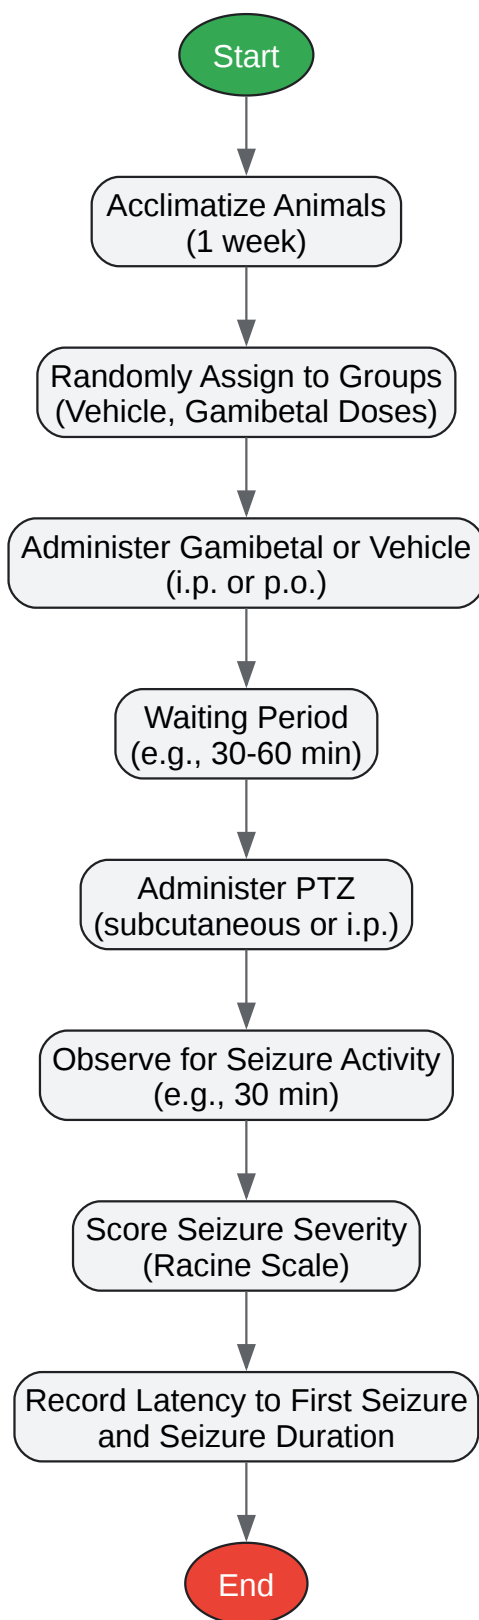 Start
Acclimatize Animals
(1 week)
Randomly Assign to Groups
(Vehicle, Gamibetal Doses)
Administer Gamibetal or Vehicle
(i.p. or p.o.)
Waiting Period
(e.g., 30-60 min)
Administer PTZ
(subcutaneous or i.p.)
Observe for Seizure Activity
(e.g., 30 min)
Score Seizure Severity
(Racine Scale)
Record Latency to First Seizure
and Seizure Duration
End